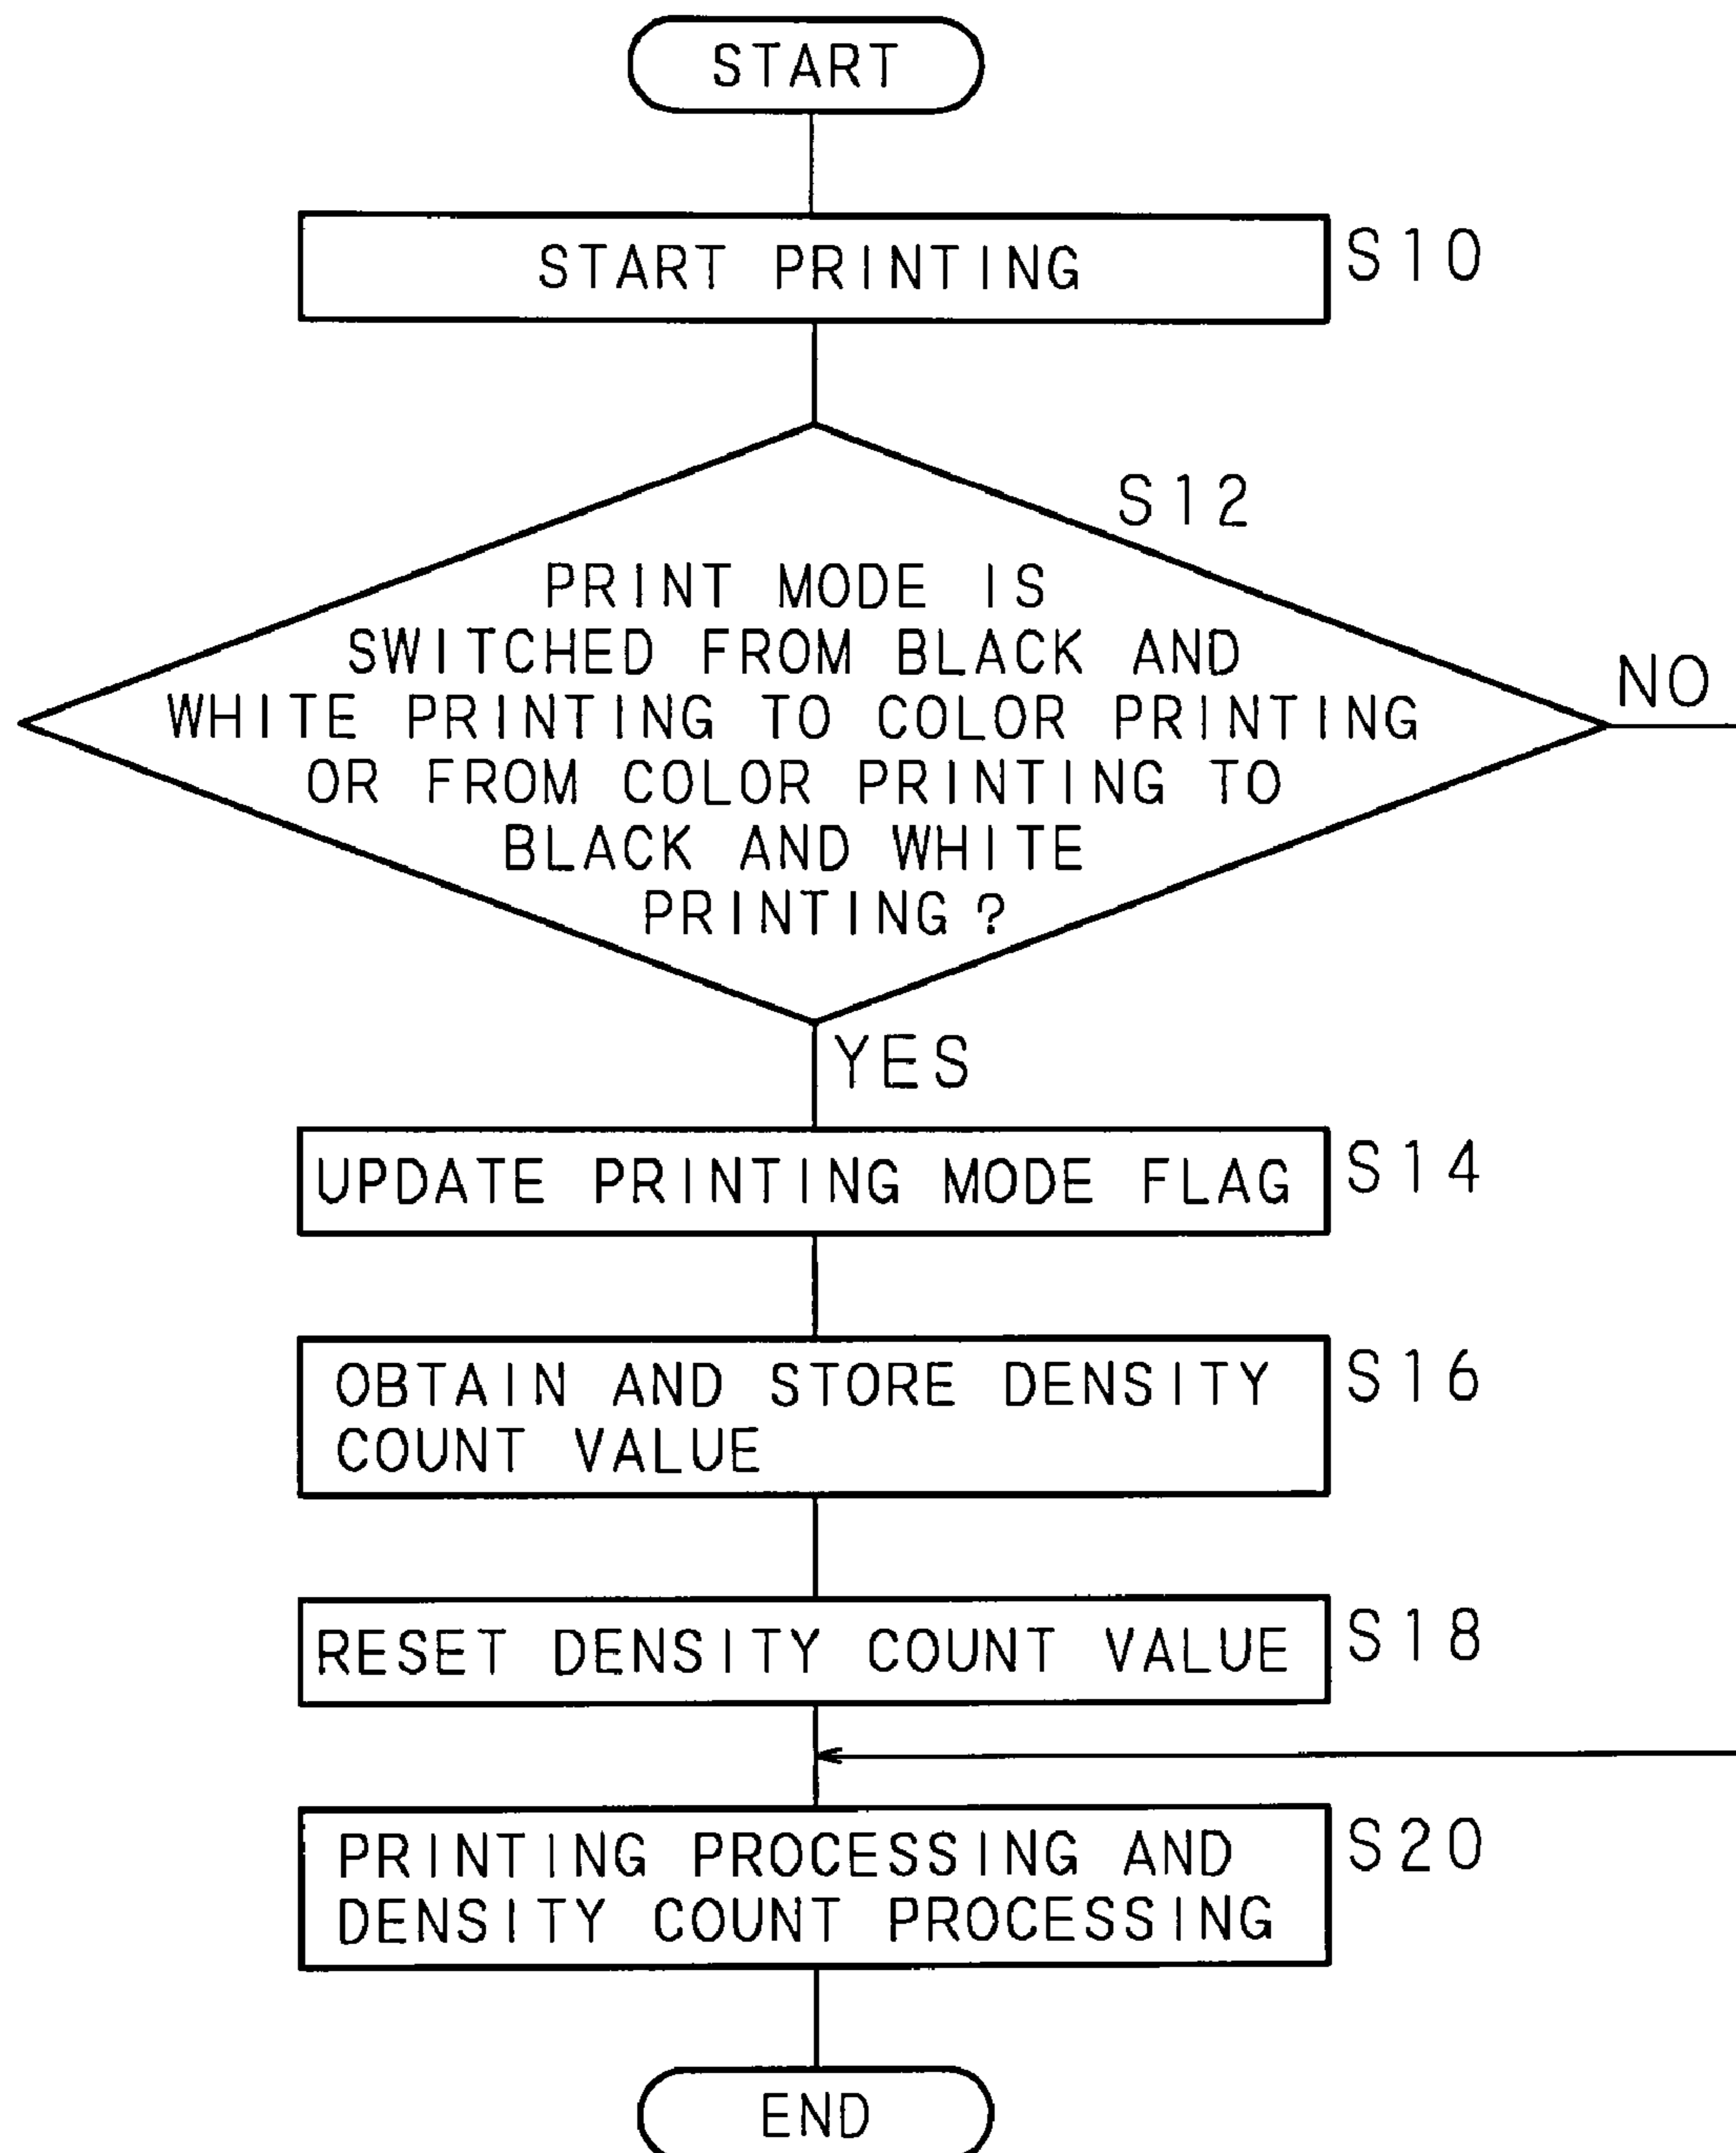 START
START PRINTING
S10
S12
PRINT MODE IS
SWITCHED FROM BLACK AND
WHITE PRINTING TO COLOR PRINTING
OR FROM COLOR PRINTING TO
BLACK AND WHITE
PRINTING?
NO
YES
UPDATE PRINTING MODE FLAG
S14
OBTAIN AND STORE DENSITY
COUNT VALUE
S16
RESET DENSITY COUNT VALUE
S18
PRINTING PROCESSING AND
DENSITY COUNT PROCESSING
S20
END